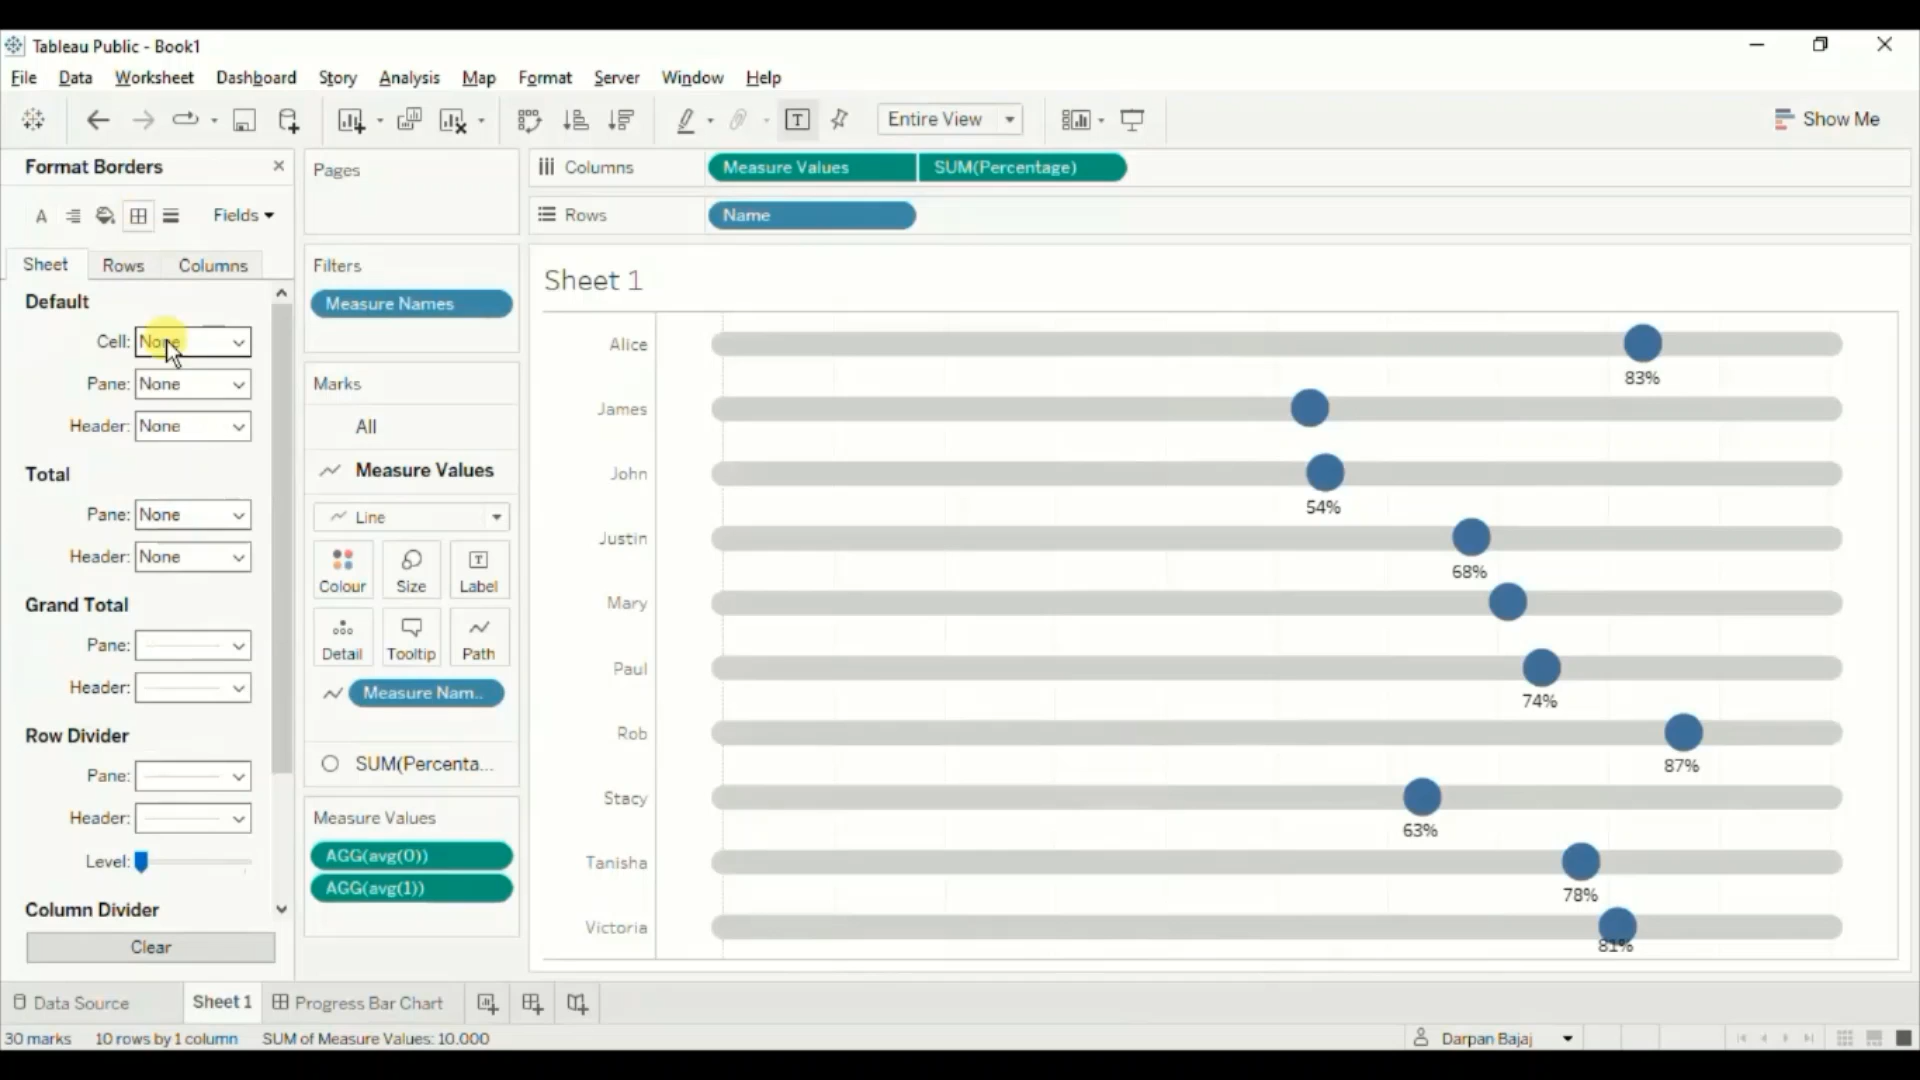 Tableau Public - Book1
File Data Worksheet Dashboard Story Analysis Map Format Server Window Help
Entire View
Show Me
Format Borders
Fields
Sheet Rows Columns
Default
Cell: None
Pane: None
Header: None
Total
Pane: None
Header: None
Grand Total
Pane:
Header:
Row Divider
Pane:
Header:
Level:
Column Divider
Clear
Pages
Filters
Measure Names
Marks
All
Measure Values
Line
Colour Size Label
Detail Tooltip Path
Measure Nam..
SUM(Percenta...
Measure Values
AGG(avg(0))
AGG(avg(1))
Columns Measure Values SUM(Percentage)
Rows Name
Sheet 1
Alice
83%
James
John
54%
Justin
68%
Mary
Paul
74%
Rob
87%
Stacy
63%
Tanisha
78%
Victoria
81%
Data Source Sheet 1 Progress Bar Chart
30 marks 10 rows by 1 column SUM of Measure Values: 10.000
Darpan Bajaj